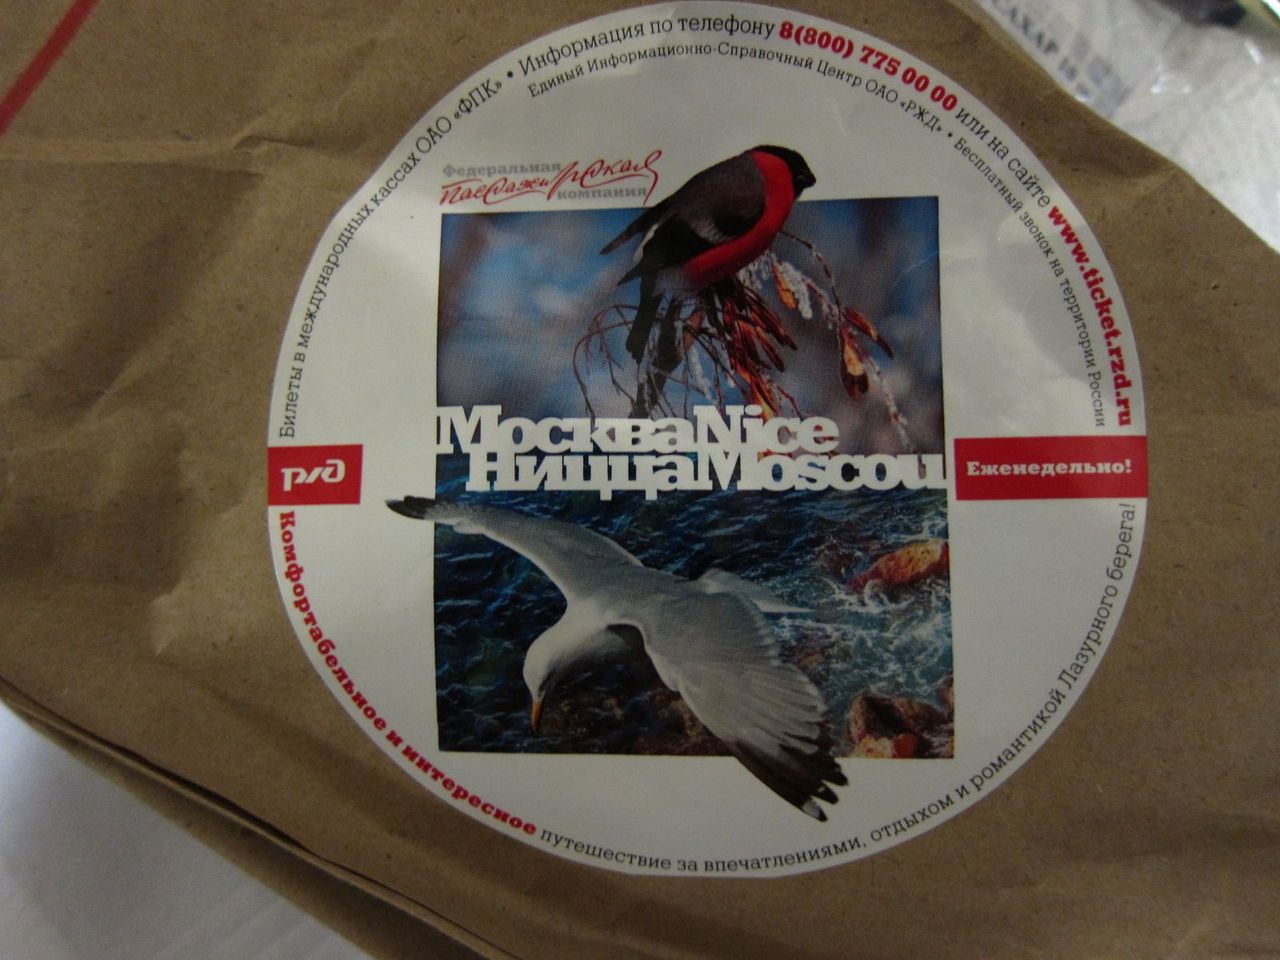 Билеты в международных кассах ОАО «ФПК» • Информация по телефону 8(800) 775 00 00 или на сайте www.ticket.rzd.ru
Единый Информационно-Справочный Центр ОАО «РЖД» • Бесплатный звонок на территории России
Федеральная
пассажирская
компания
МоскваNice
НиццаMoscou
ржд
Еженедельно!
Комфортабельное и интересное путешествие за впечатлениями, отдыхом и романтикой Лазурного берега!
САХАР